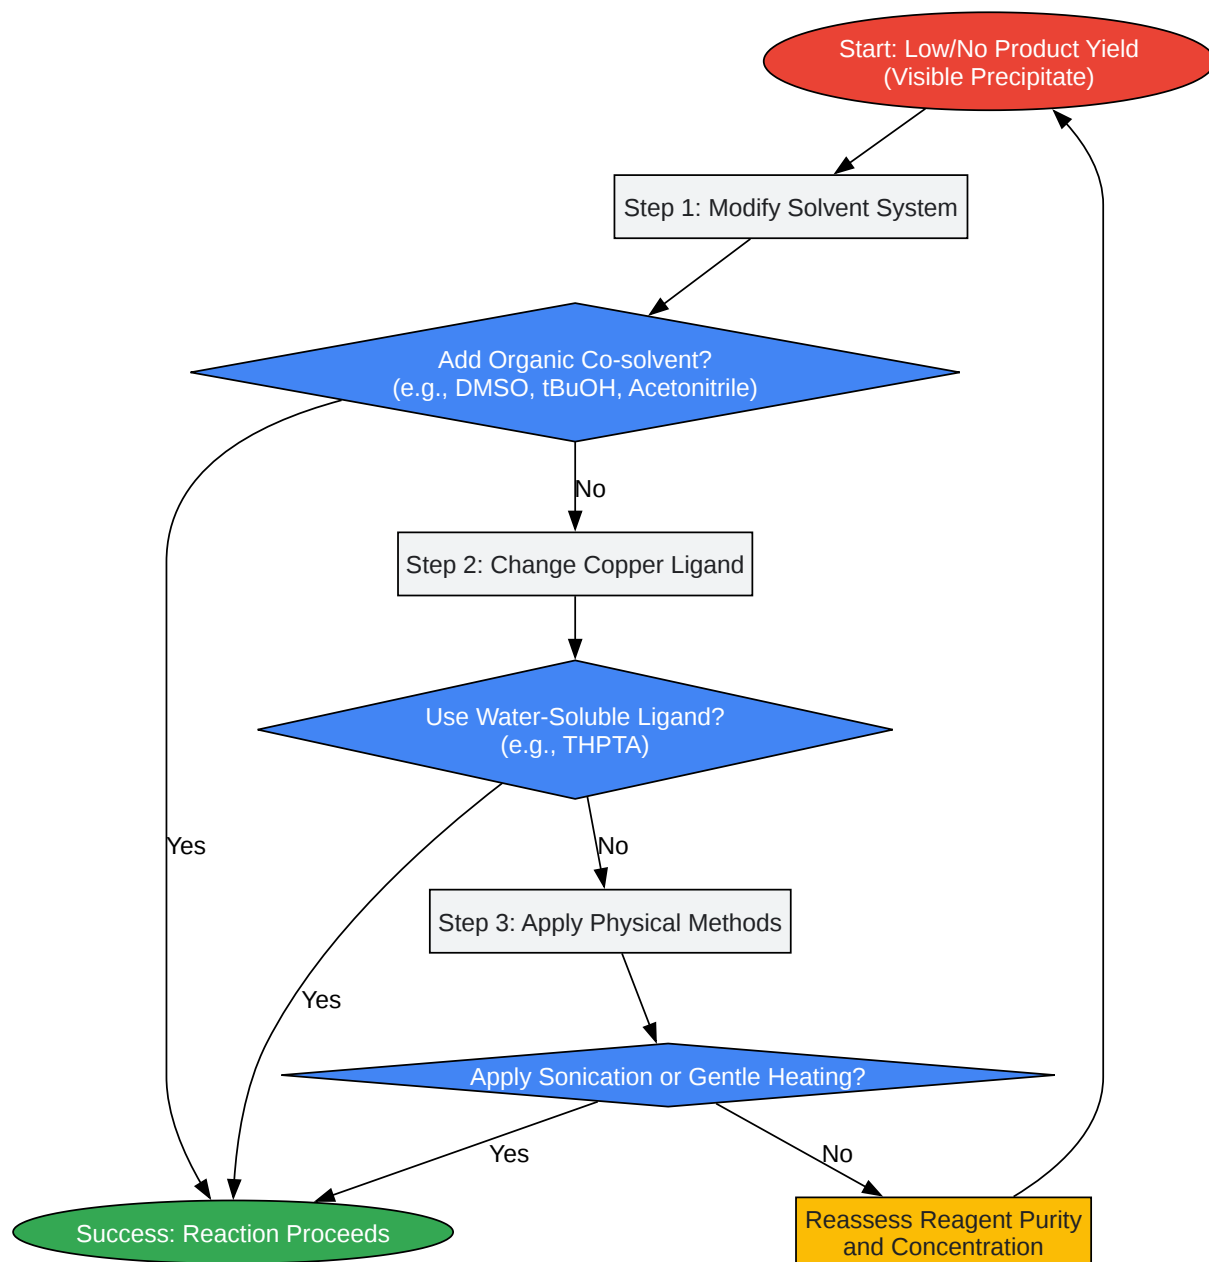 Start: Low/No Product Yield
(Visible Precipitate)
Step 1: Modify Solvent System
Add Organic Co-solvent?
(e.g., DMSO, tBuOH, Acetonitrile)
No
Step 2: Change Copper Ligand
Use Water-Soluble Ligand?
(e.g., THPTA)
Yes
No
Step 3: Apply Physical Methods
Yes
Apply Sonication or Gentle Heating?
Yes
No
Success: Reaction Proceeds
Reassess Reagent Purity
and Concentration